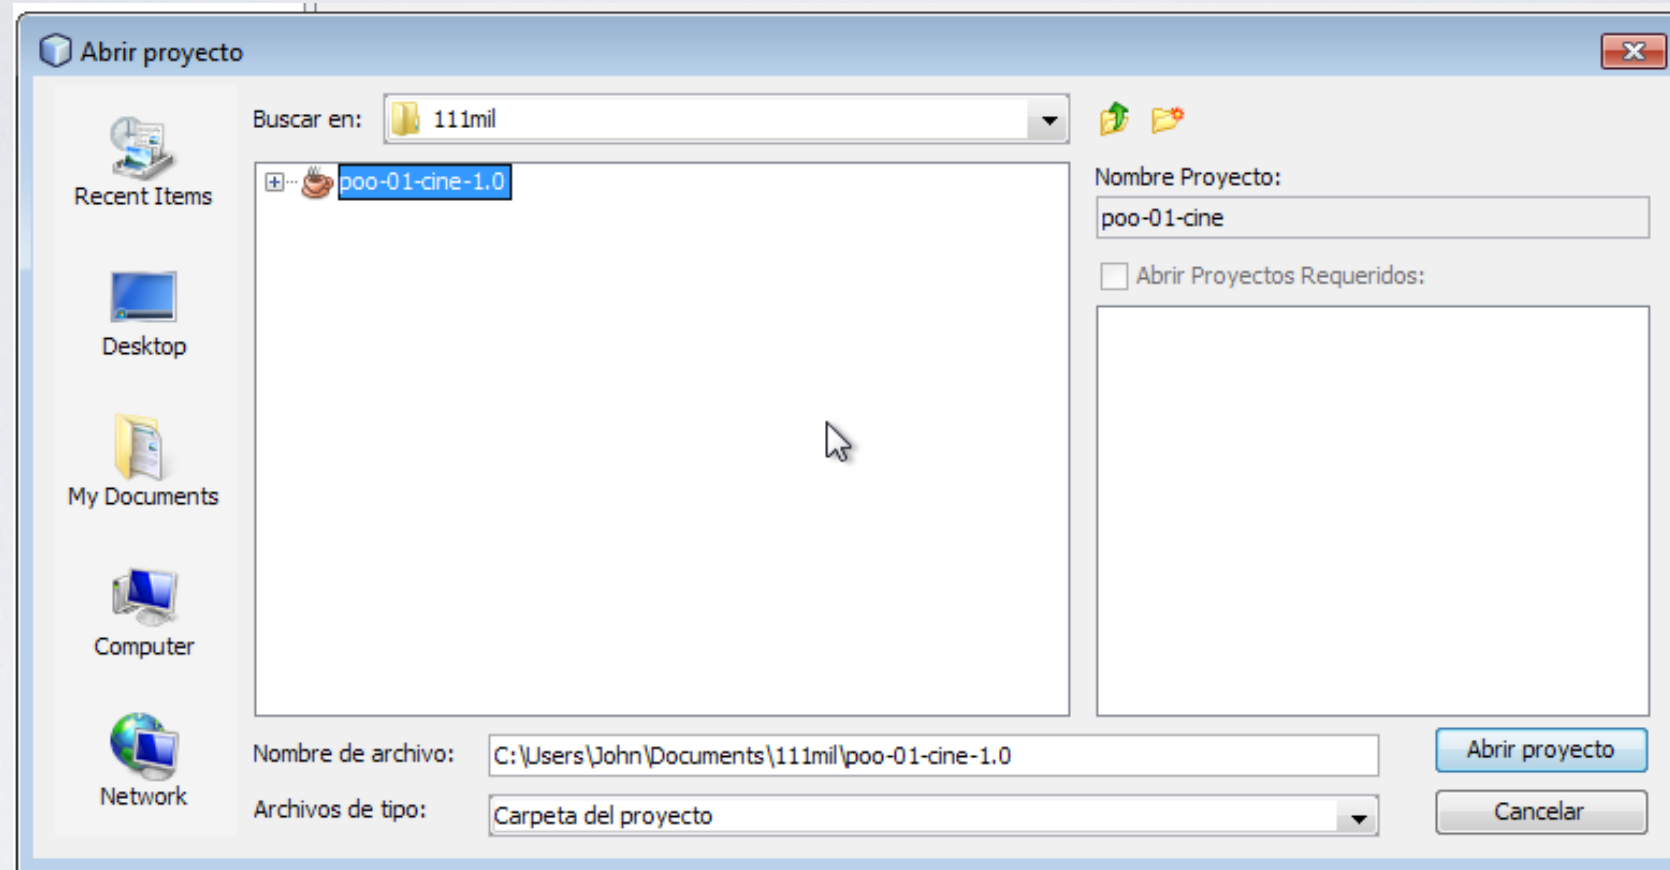 Abrir proyecto
Buscar en: 111mil
Recent Items
Desktop
My Documents
Computer
Network
poo-01-cine-1.0
Nombre Proyecto:
poo-01-cine
Abrir Proyectos Requeridos:
Nombre de archivo: C:\Users\John\Documents\111mil\poo-01-cine-1.0
Abrir proyecto
Archivos de tipo: Carpeta del proyecto
Cancelar